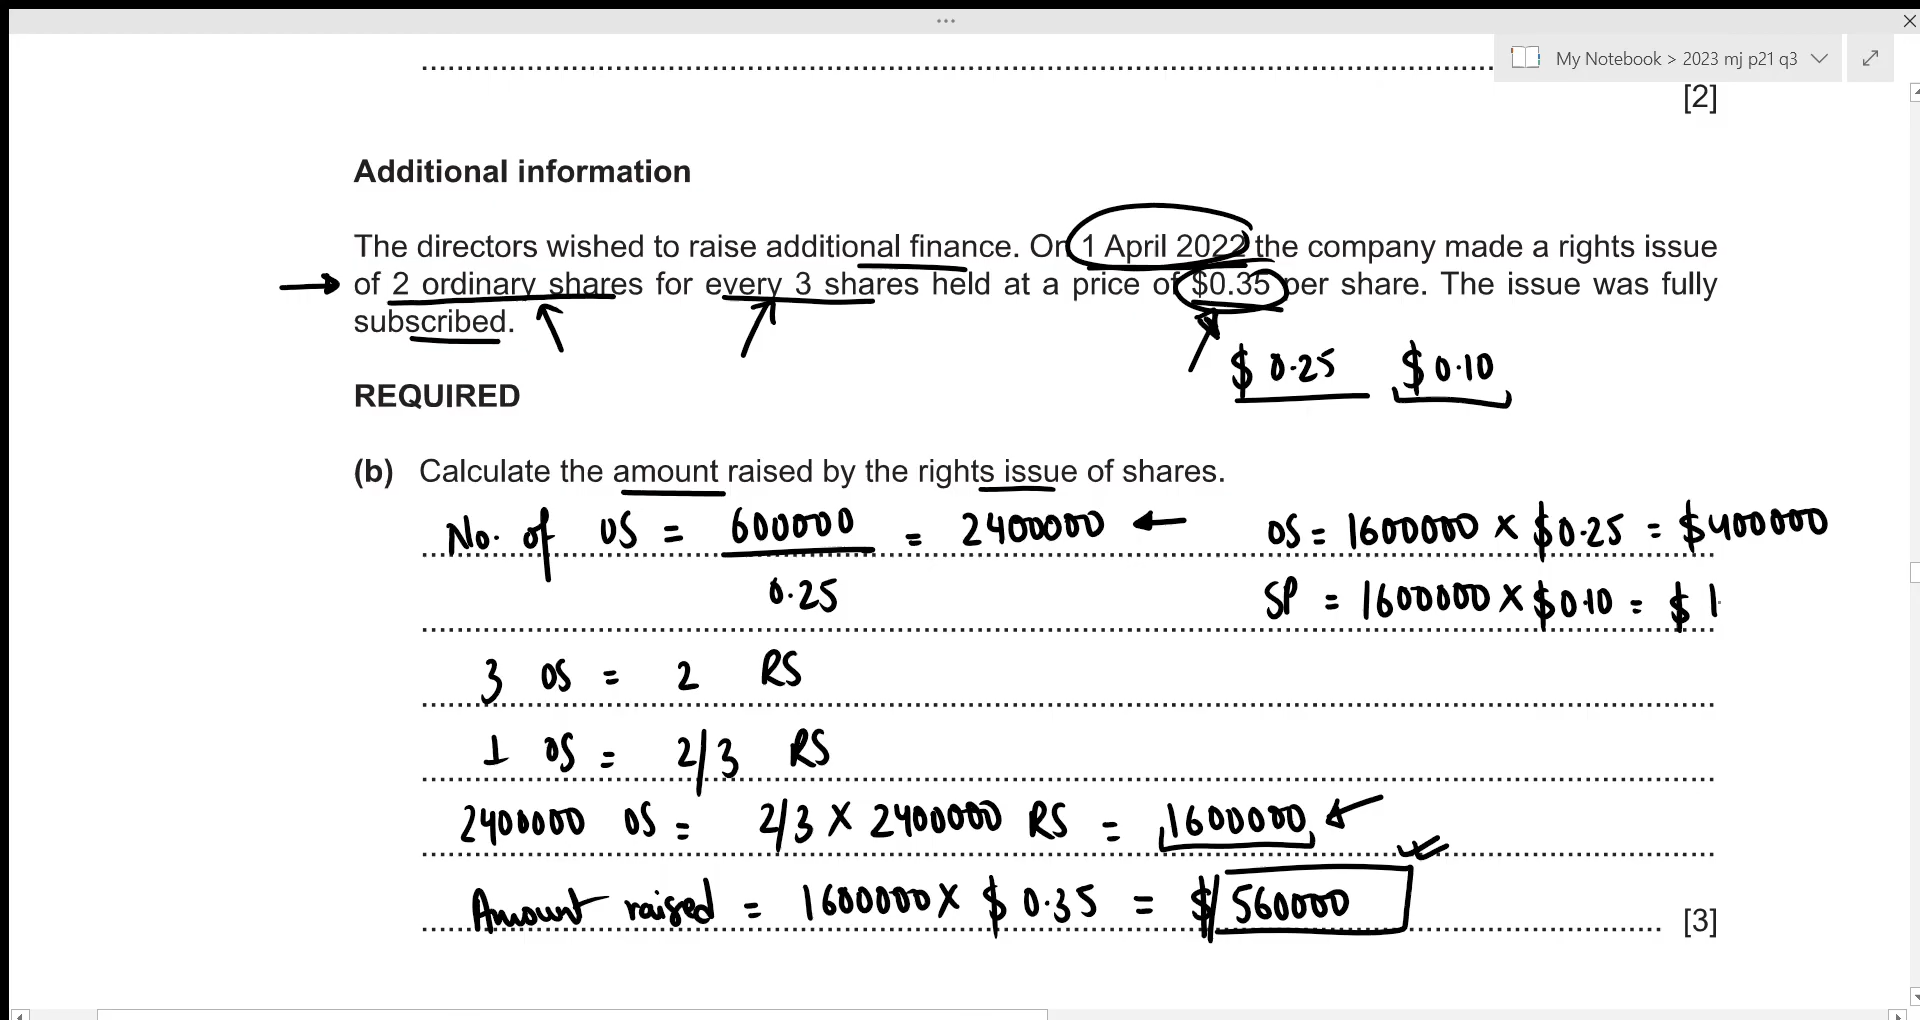 My Notebook > 2023 mj p21 q3
[2]
Additional information
The directors wished to raise additional finance. On 1 April 2022 the company made a rights issue
of 2 ordinary shares for every 3 shares held at a price of $0.35 per share. The issue was fully
subscribed.
$0.25 $0.10
REQUIRED
(b) Calculate the amount raised by the rights issue of shares.
No. of OS = 600000 = 2400000
0.25
OS = 1600000 × $0.25 = $400000
SP = 1600000 × $0.10 = $1
3 OS = 2 RS
1 OS = 2/3 RS
2400000 OS = 2/3 × 2400000 RS = 1600000
Amount raised = 1600000 × $0.35 = $560000
[3]